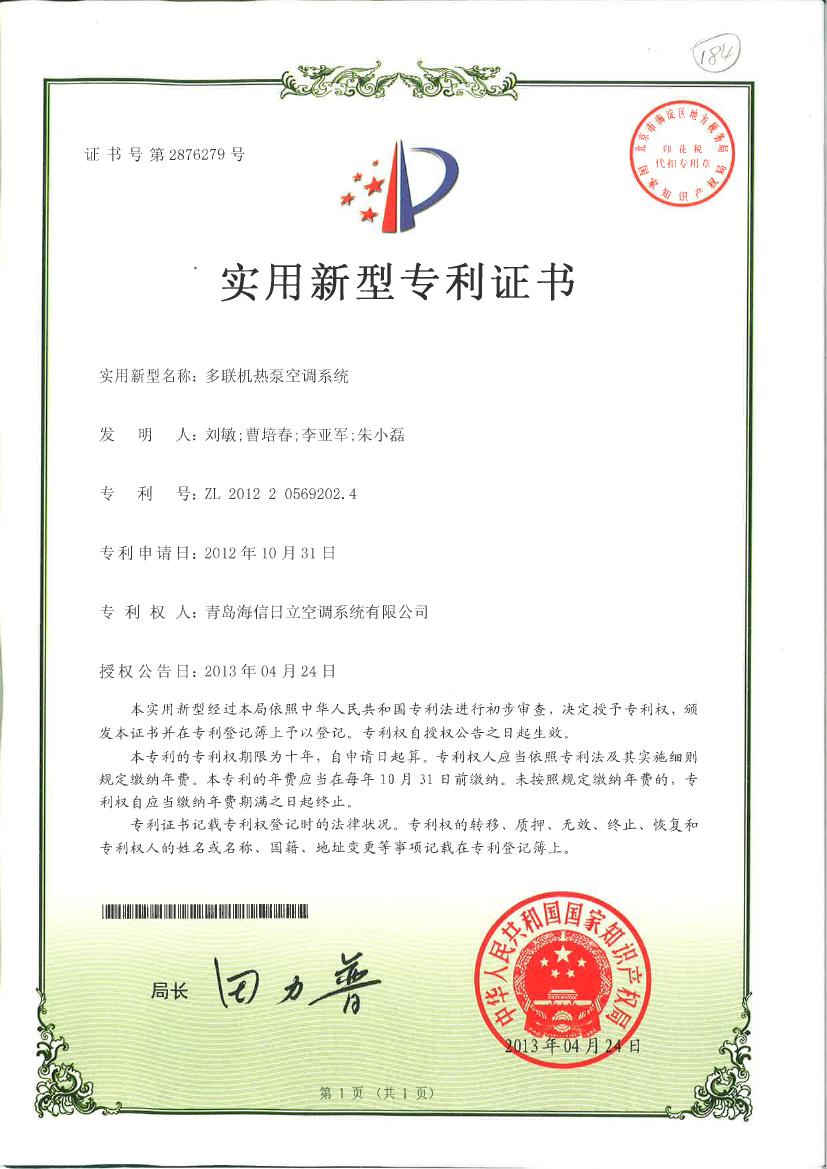 184
证书号第2876279号
北京市海淀区地方税务局
印花税
代扣专用章
国家知识产权局
实用新型专利证书
实用新型名称：多联机热泵空调系统
发明人：刘敏;曹培春;李亚军;朱小磊
专利号：ZL 2012 2 0569202.4
专利申请日：2012年10月31日
专利权人：青岛海信日立空调系统有限公司
授权公告日：2013年04月24日
本实用新型经过本局依照中华人民共和国专利法进行初步审查，决定授予专利权，颁
发本证书并在专利登记簿上予以登记。专利权自授权公告之日起生效。
本专利的专利权期限为十年，自申请日起算。专利权人应当依照专利法及其实施细则
规定缴纳年费。本专利的年费应当在每年10月31日前缴纳。未按照规定缴纳年费的，专
利权自应当缴纳年费期满之日起终止。
专利证书记载专利权登记时的法律状况。专利权的转移、质押、无效、终止、恢复和
专利权人的姓名或名称、国籍、地址变更等事项记载在专利登记簿上。
局长 田力普
中华人民共和国国家知识产权局
2013年04月24日
第1页（共1页）